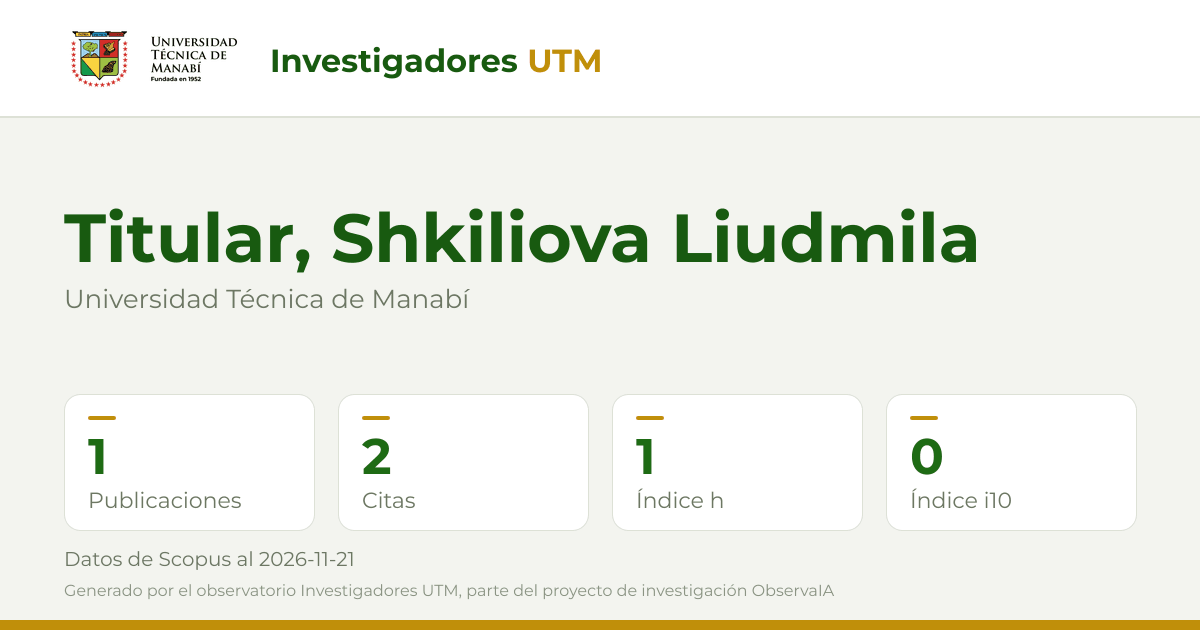 UNIVERSIDAD
TÉCNICA DE
MANABÍ
Fundada en 1952
Investigadores UTM
Titular, Shkiliova Liudmila
Universidad Técnica de Manabí
1
Publicaciones
2
Citas
1
Índice h
0
Índice i10
Datos de Scopus al 2026-11-21
Generado por el observatorio Investigadores UTM, parte del proyecto de investigación ObservaIA